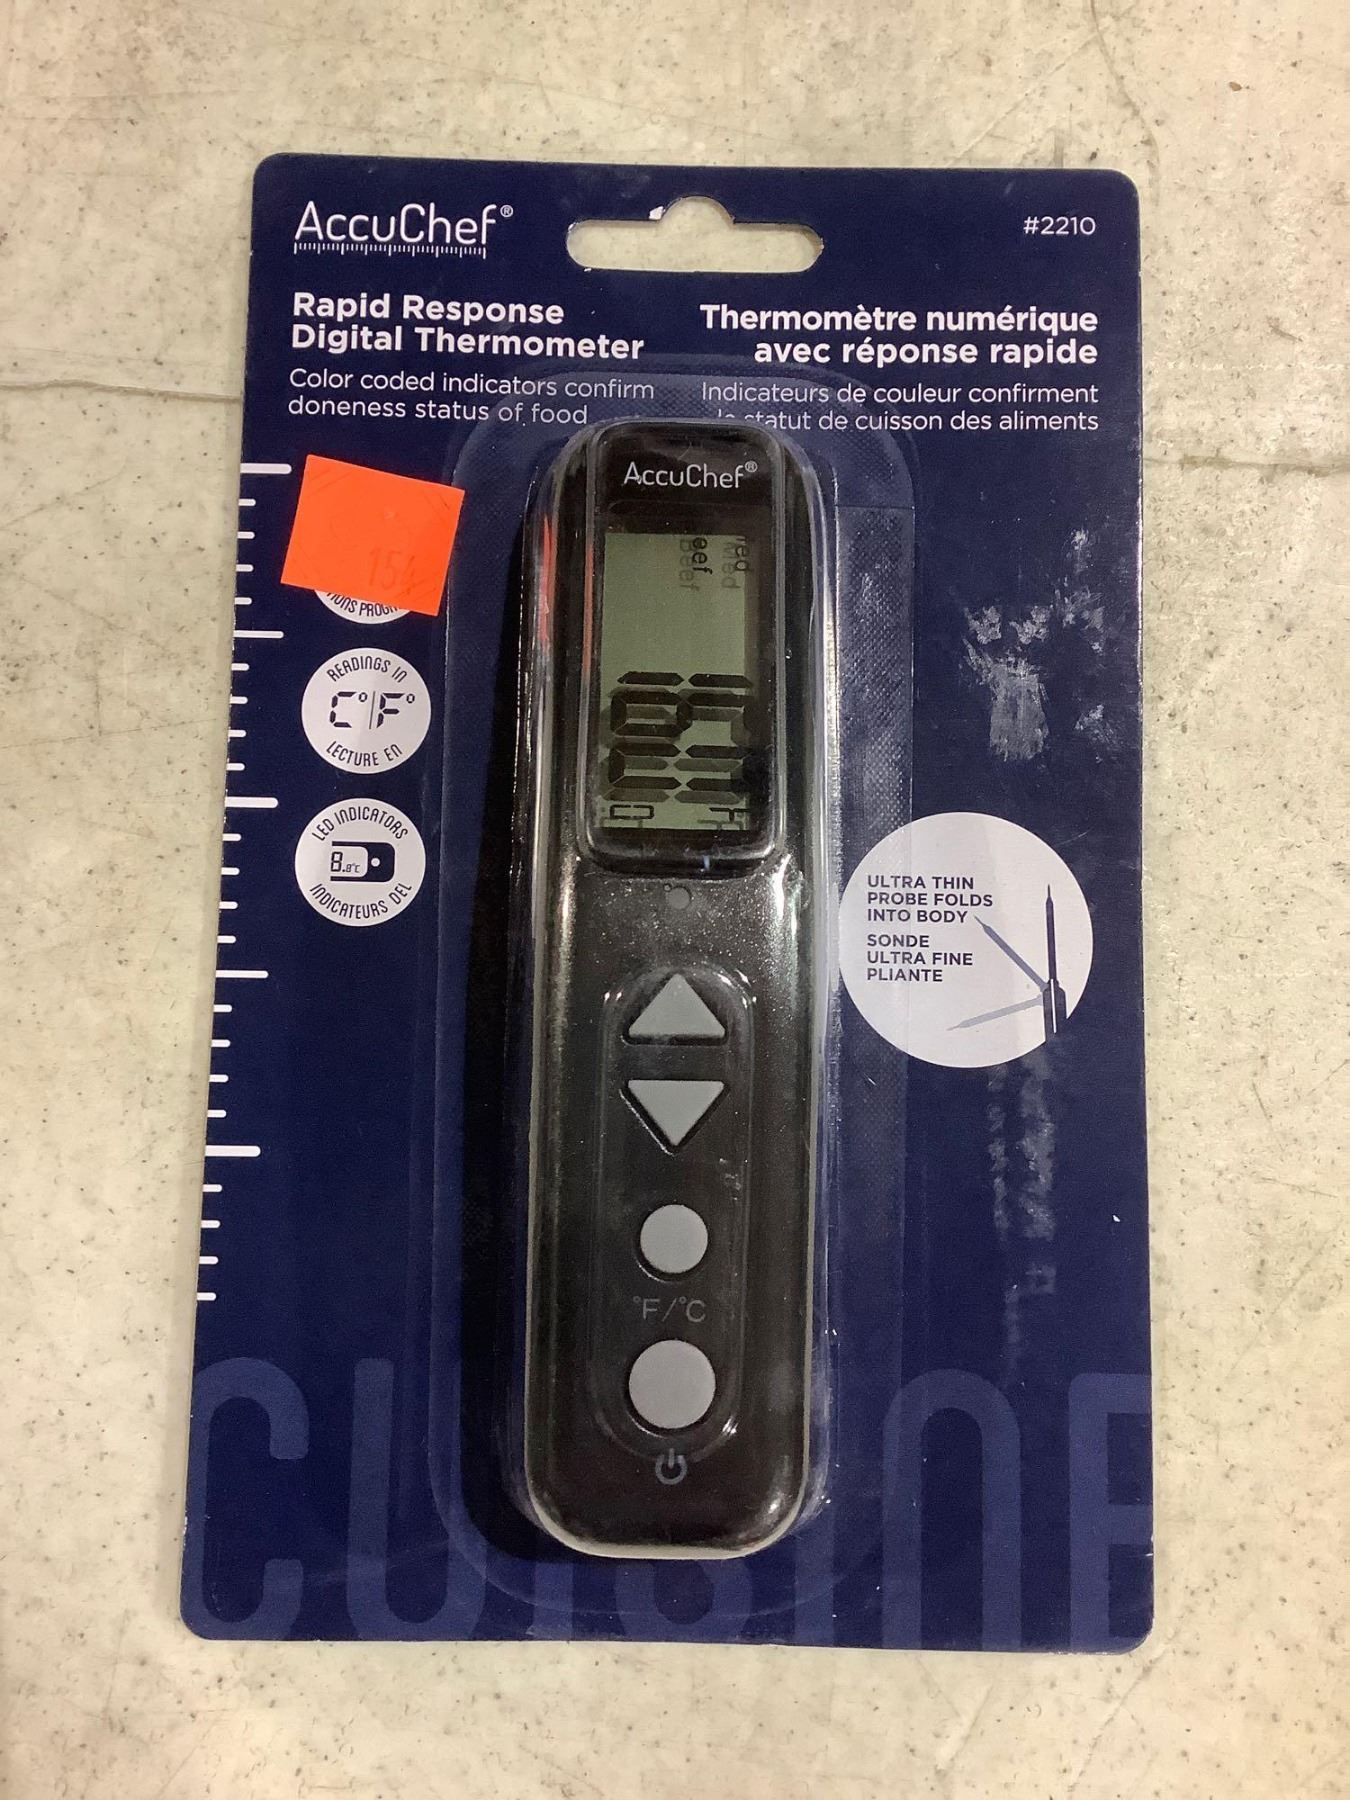 AccuChef®
#2210
Rapid Response
Digital Thermometer
Color coded indicators confirm
doneness status of food
Thermomètre numérique
avec réponse rapide
Indicateurs de couleur confirment
statut de cuisson des aliments
AccuChef®
READINGS IN
C°|F°
LECTURE EN
LED INDICATORS
INDICATEURS DEL
ULTRA THIN
PROBE FOLDS
INTO BODY
SONDE
ULTRA FINE
PLIANTE
°F/°C
CUISINE